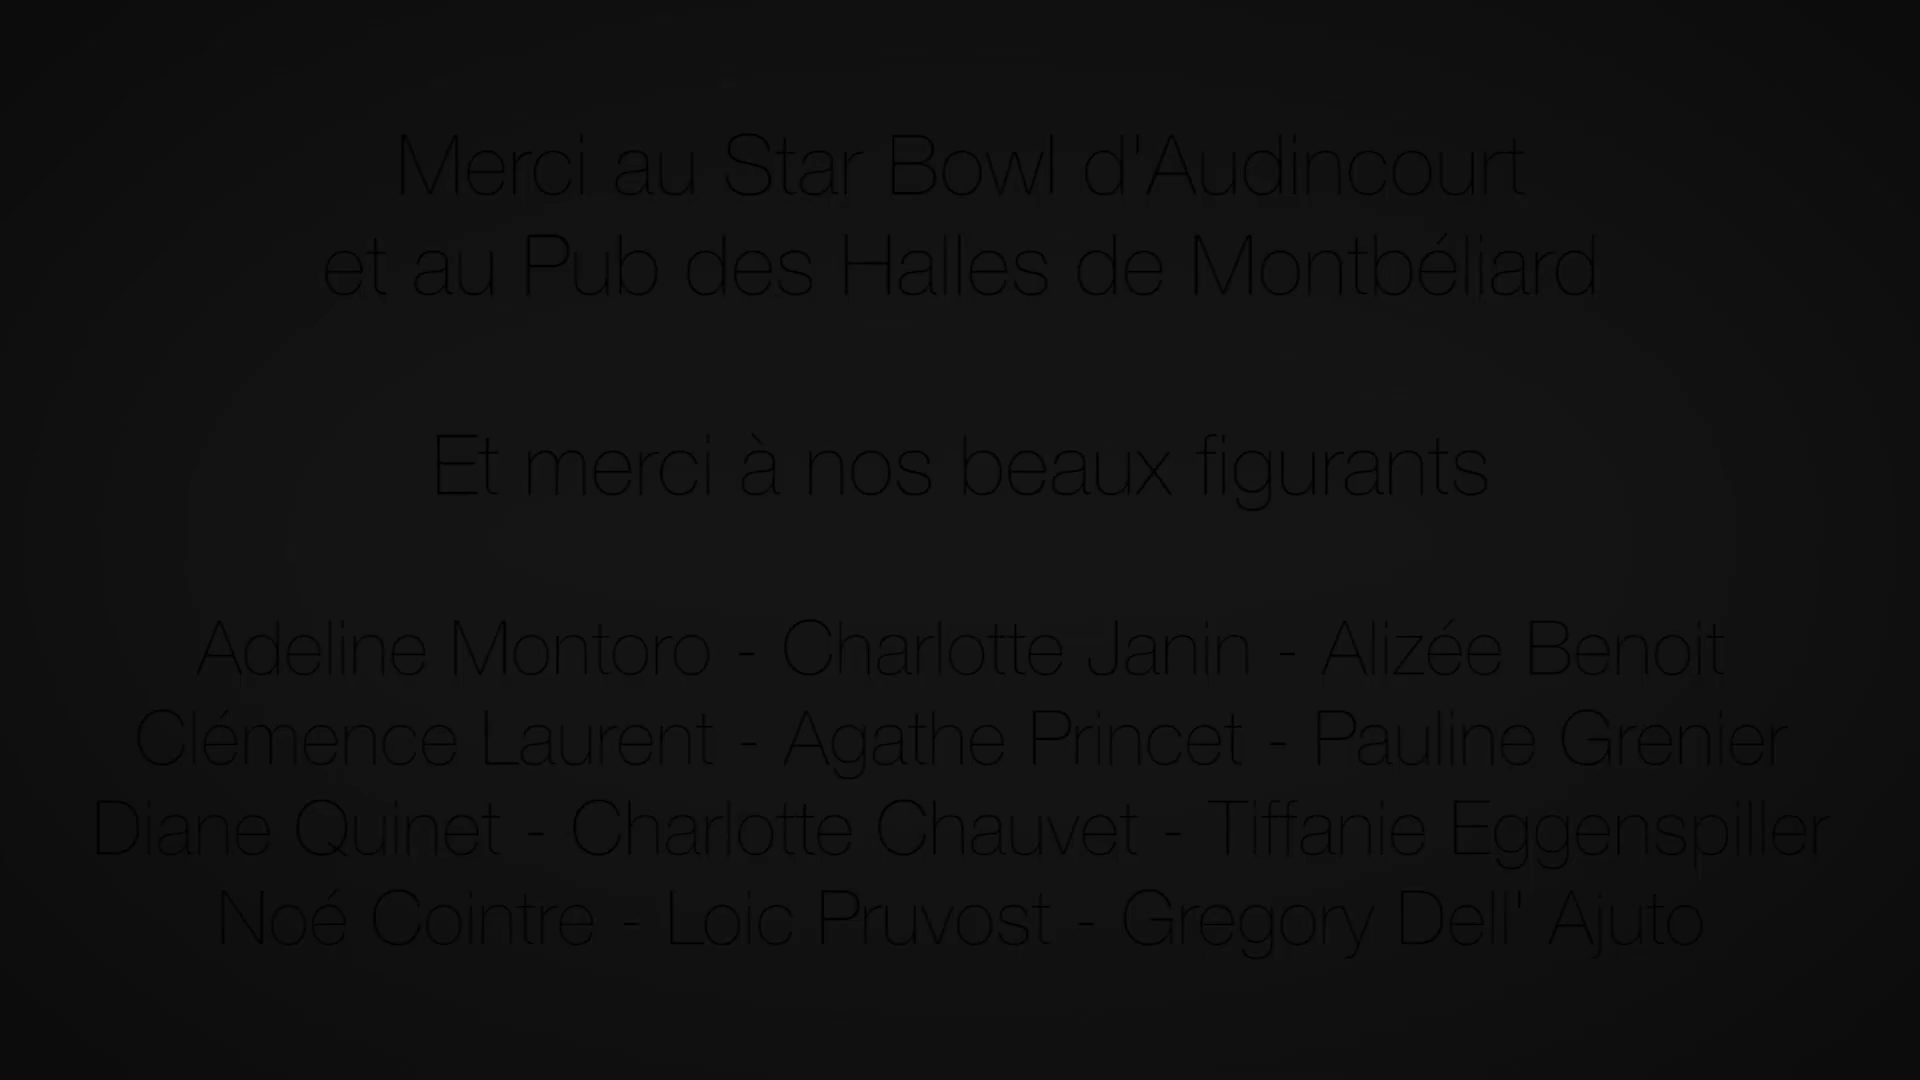 Merci au Star Bowl d'Audincourt
et au Pub des Halles de Montbéliard
Et merci à nos beaux figurants
Adeline Montoro - Charlotte Janin - Alizée Benoit
Clémence Laurent - Agathe Princet - Pauline Grenier
Diane Quinet - Charlotte Chauvet - Tiffanie Eggenspiller
Noé Cointre - Loic Pruvost - Gregory Dell' Ajuto